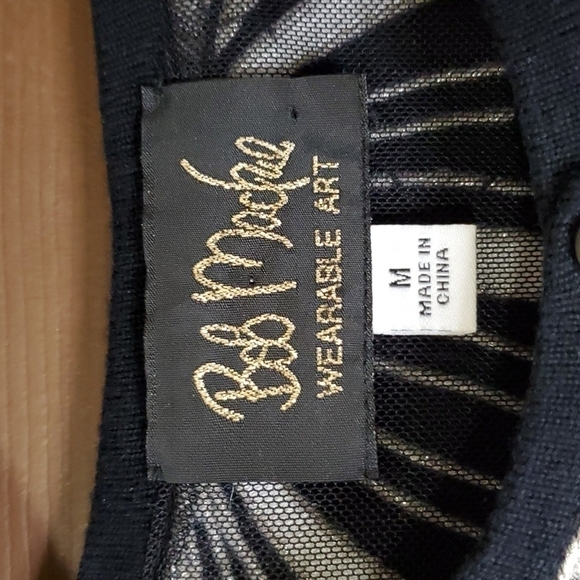 Bob Mackie
WEARABLE ART
M
MADE IN
CHINA